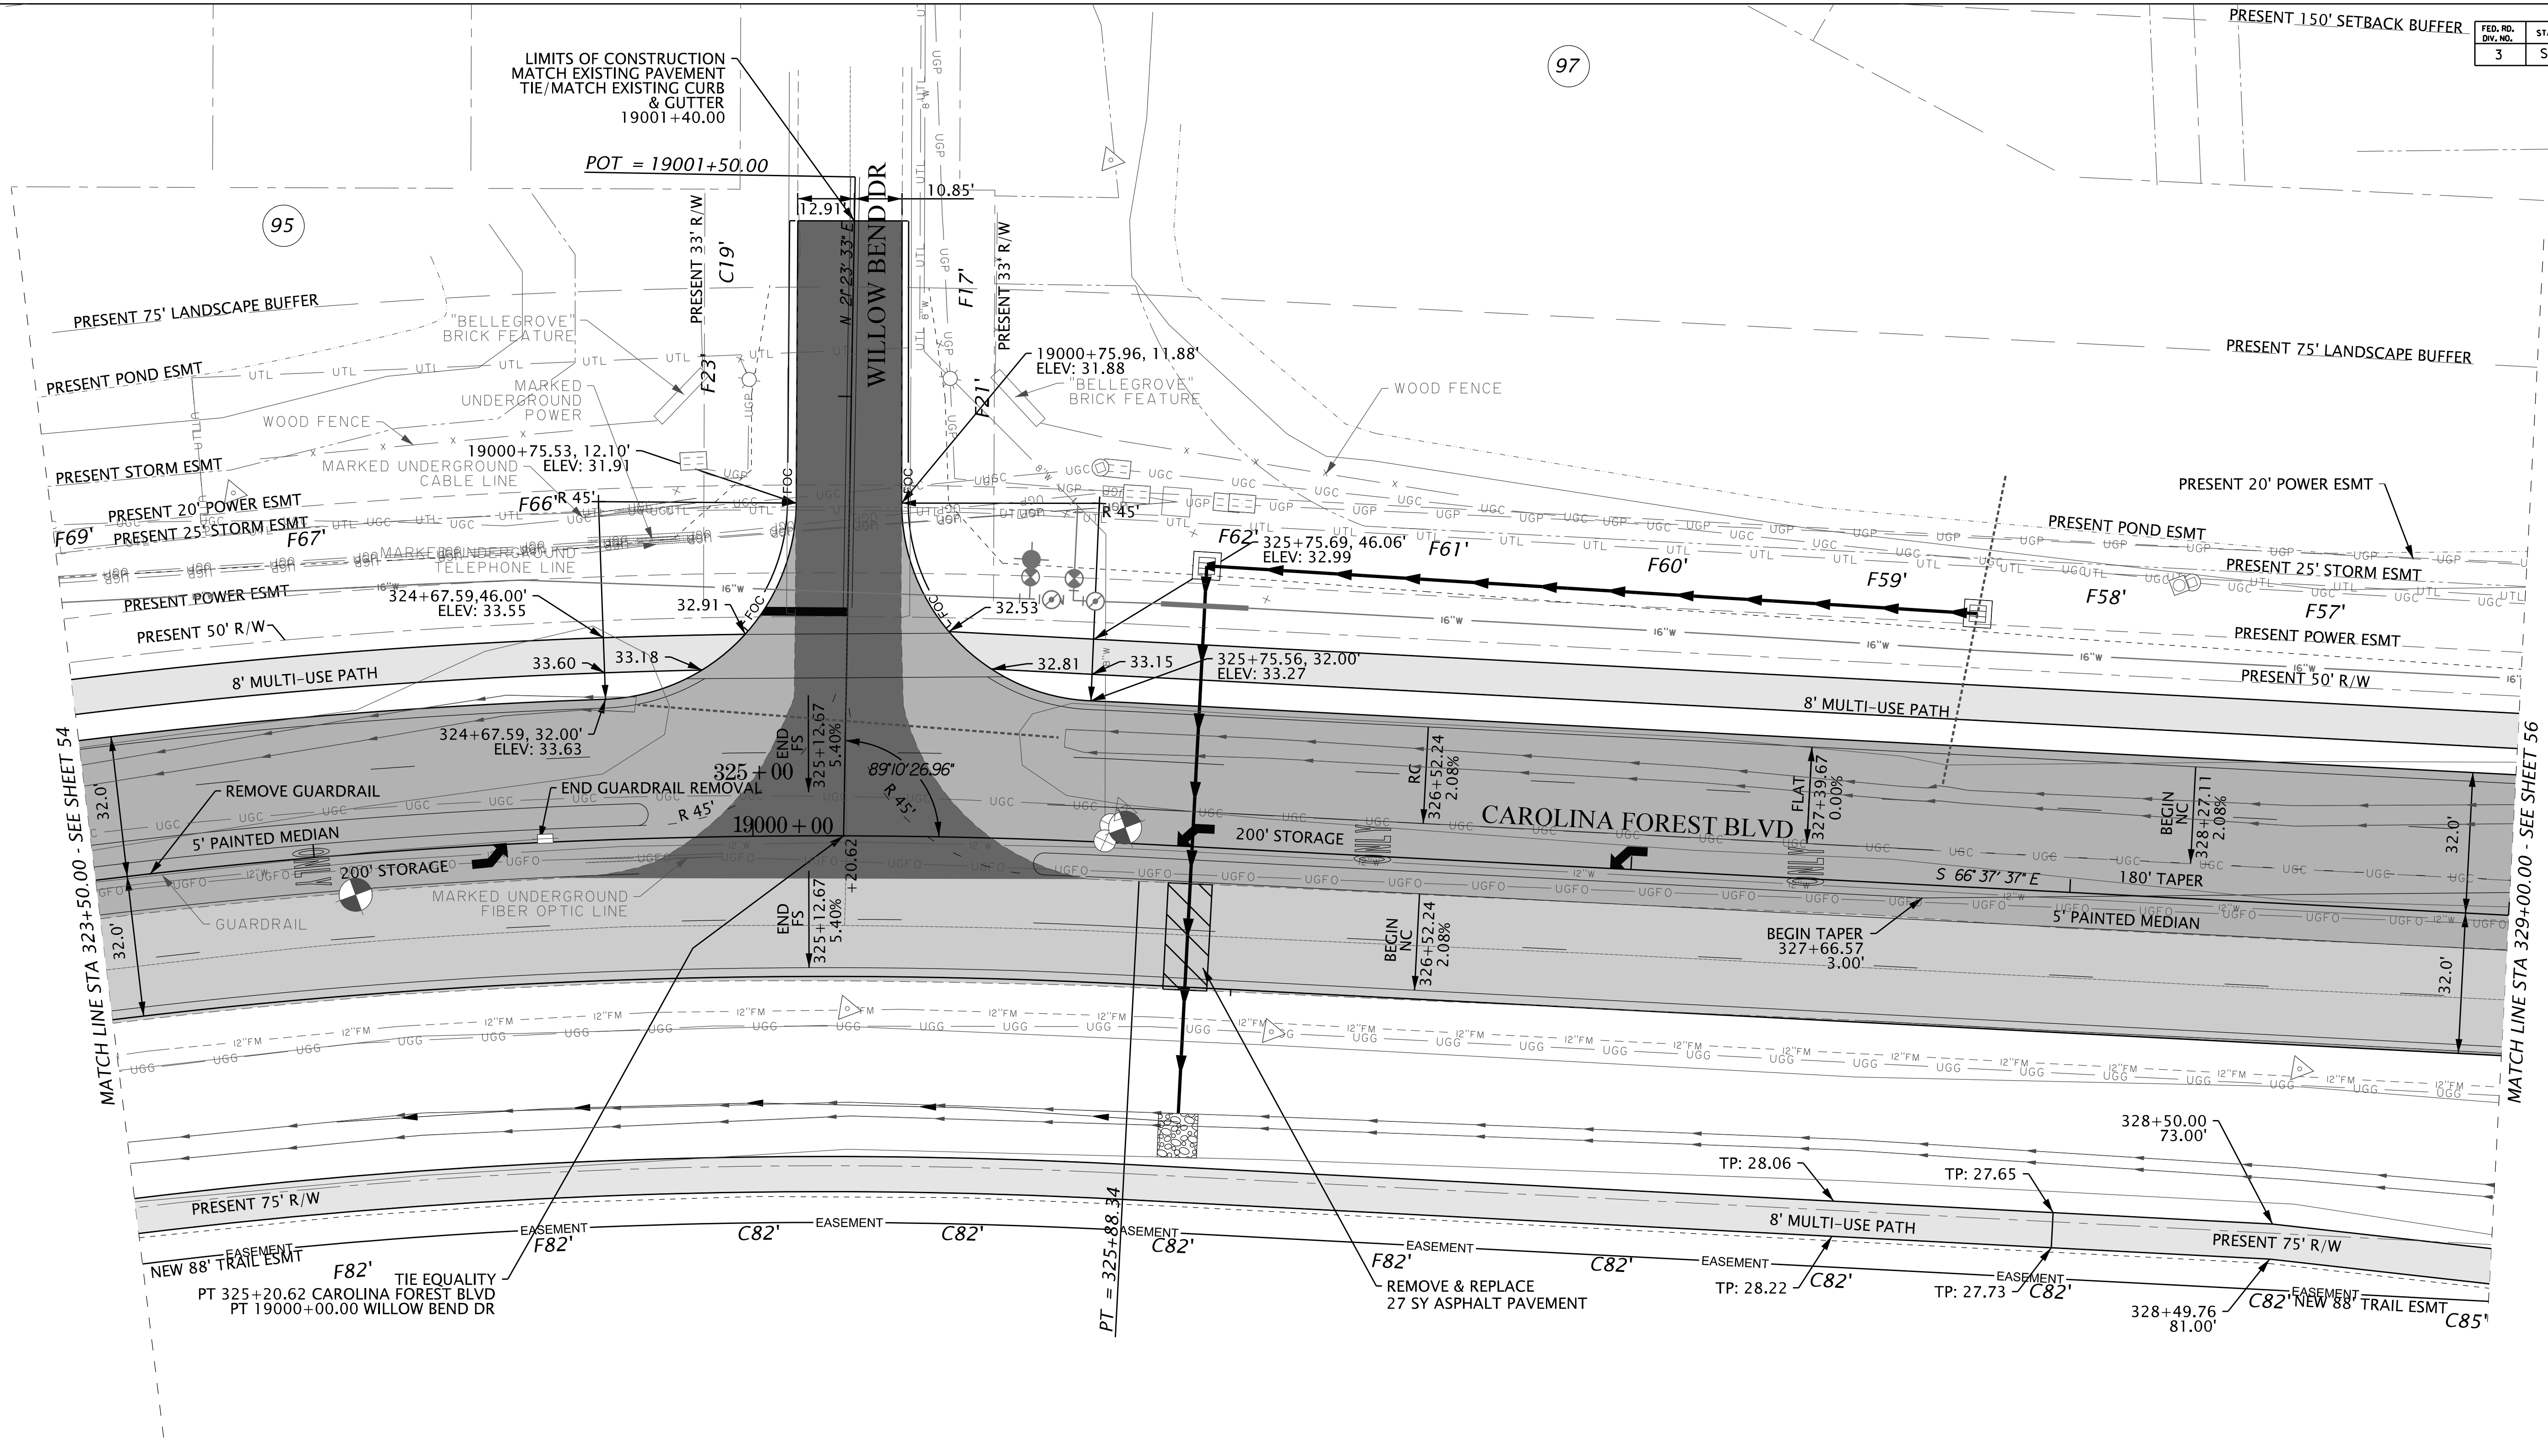 PRESENT 150' SETBACK BUFFER
FED. RD.
DIV. NO.
3
LIMITS OF CONSTRUCTION
MATCH EXISTING PAVEMENT
TIE/MATCH EXISTING CURB
& GUTTER
19001+40.00
97
POT = 19001+50.00
12.91'
10.85'
95
PRESENT 33' R/W
C19'
N 21° 23' 33" E
WILLOW BEND DR
F17'
PRESENT 33' R/W
PRESENT 75' LANDSCAPE BUFFER
"BELLEGROVE"
BRICK FEATURE
F23'
19000+75.96, 11.88'
ELEV: 31.88
"BELLEGROVE"
BRICK FEATURE
F21'
WOOD FENCE
PRESENT 75' LANDSCAPE BUFFER
PRESENT POND ESMT
MARKED
UNDERGROUND
POWER
WOOD FENCE
19000+75.53, 12.10'
ELEV: 31.91
MARKED UNDERGROUND
CABLE LINE
PRESENT STORM ESMT
PRESENT 20' POWER ESMT
F66'
R 45'
R 45'
PRESENT 20' POWER ESMT
F69'
PRESENT 25' STORM ESMT
F67'
MARKED UNDERGROUND
TELEPHONE LINE
F62'
325+75.69, 46.06'
ELEV: 32.99
F61'
F60'
F59'
F58'
F57'
PRESENT POND ESMT
PRESENT 25' STORM ESMT
PRESENT POWER ESMT
324+67.59,46.00'
ELEV: 33.55
32.91
32.53
PRESENT POWER ESMT
PRESENT 50' R/W
33.60
33.18
32.81
33.15
325+75.56, 32.00'
ELEV: 33.27
PRESENT 50' R/W
8' MULTI-USE PATH
8' MULTI-USE PATH
324+67.59, 32.00'
ELEV: 33.63
MATCH LINE STA 323+50.00 - SEE SHEET 54
32.0'
32.0'
REMOVE GUARDRAIL
END GUARDRAIL REMOVAL
325+00
END
FS
325+12.67
5.40%
89°10'26.96"
R 45'
R 45'
19000+00
5' PAINTED MEDIAN
200' STORAGE
GUARDRAIL
MARKED UNDERGROUND
FIBER OPTIC LINE
END
FS
325+12.67
5.40%
+20.62
200' STORAGE
ONLY
ONLY
ONLY
RC
326+52.24
2.08%
BEGIN
NC
326+52.24
2.08%
CAROLINA FOREST BLVD
FLAT
327+39.67
0.00%
BEGIN
NC
328+27.11
2.08%
S 66° 37' 37" E
180' TAPER
5' PAINTED MEDIAN
BEGIN TAPER
327+66.57
3.00'
32.0'
32.0'
MATCH LINE STA 329+00.00 - SEE SHEET 56
328+50.00
73.00'
TP: 28.06
TP: 27.65
PRESENT 75' R/W
8' MULTI-USE PATH
PRESENT 75' R/W
EASEMENT
EASEMENT
EASEMENT
EASEMENT
EASEMENT
EASEMENT
EASEMENT
EASEMENT
NEW 88' TRAIL ESMT
F82'
F82'
C82'
C82'
C82'
F82'
C82'
C82'
C82'
C82'
NEW 88' TRAIL ESMT
C85'
TIE EQUALITY
PT 325+20.62 CAROLINA FOREST BLVD
PT 19000+00.00 WILLOW BEND DR
PT = 325+88.34
REMOVE & REPLACE
27 SY ASPHALT PAVEMENT
TP: 28.22
TP: 27.73
328+49.76
81.00'